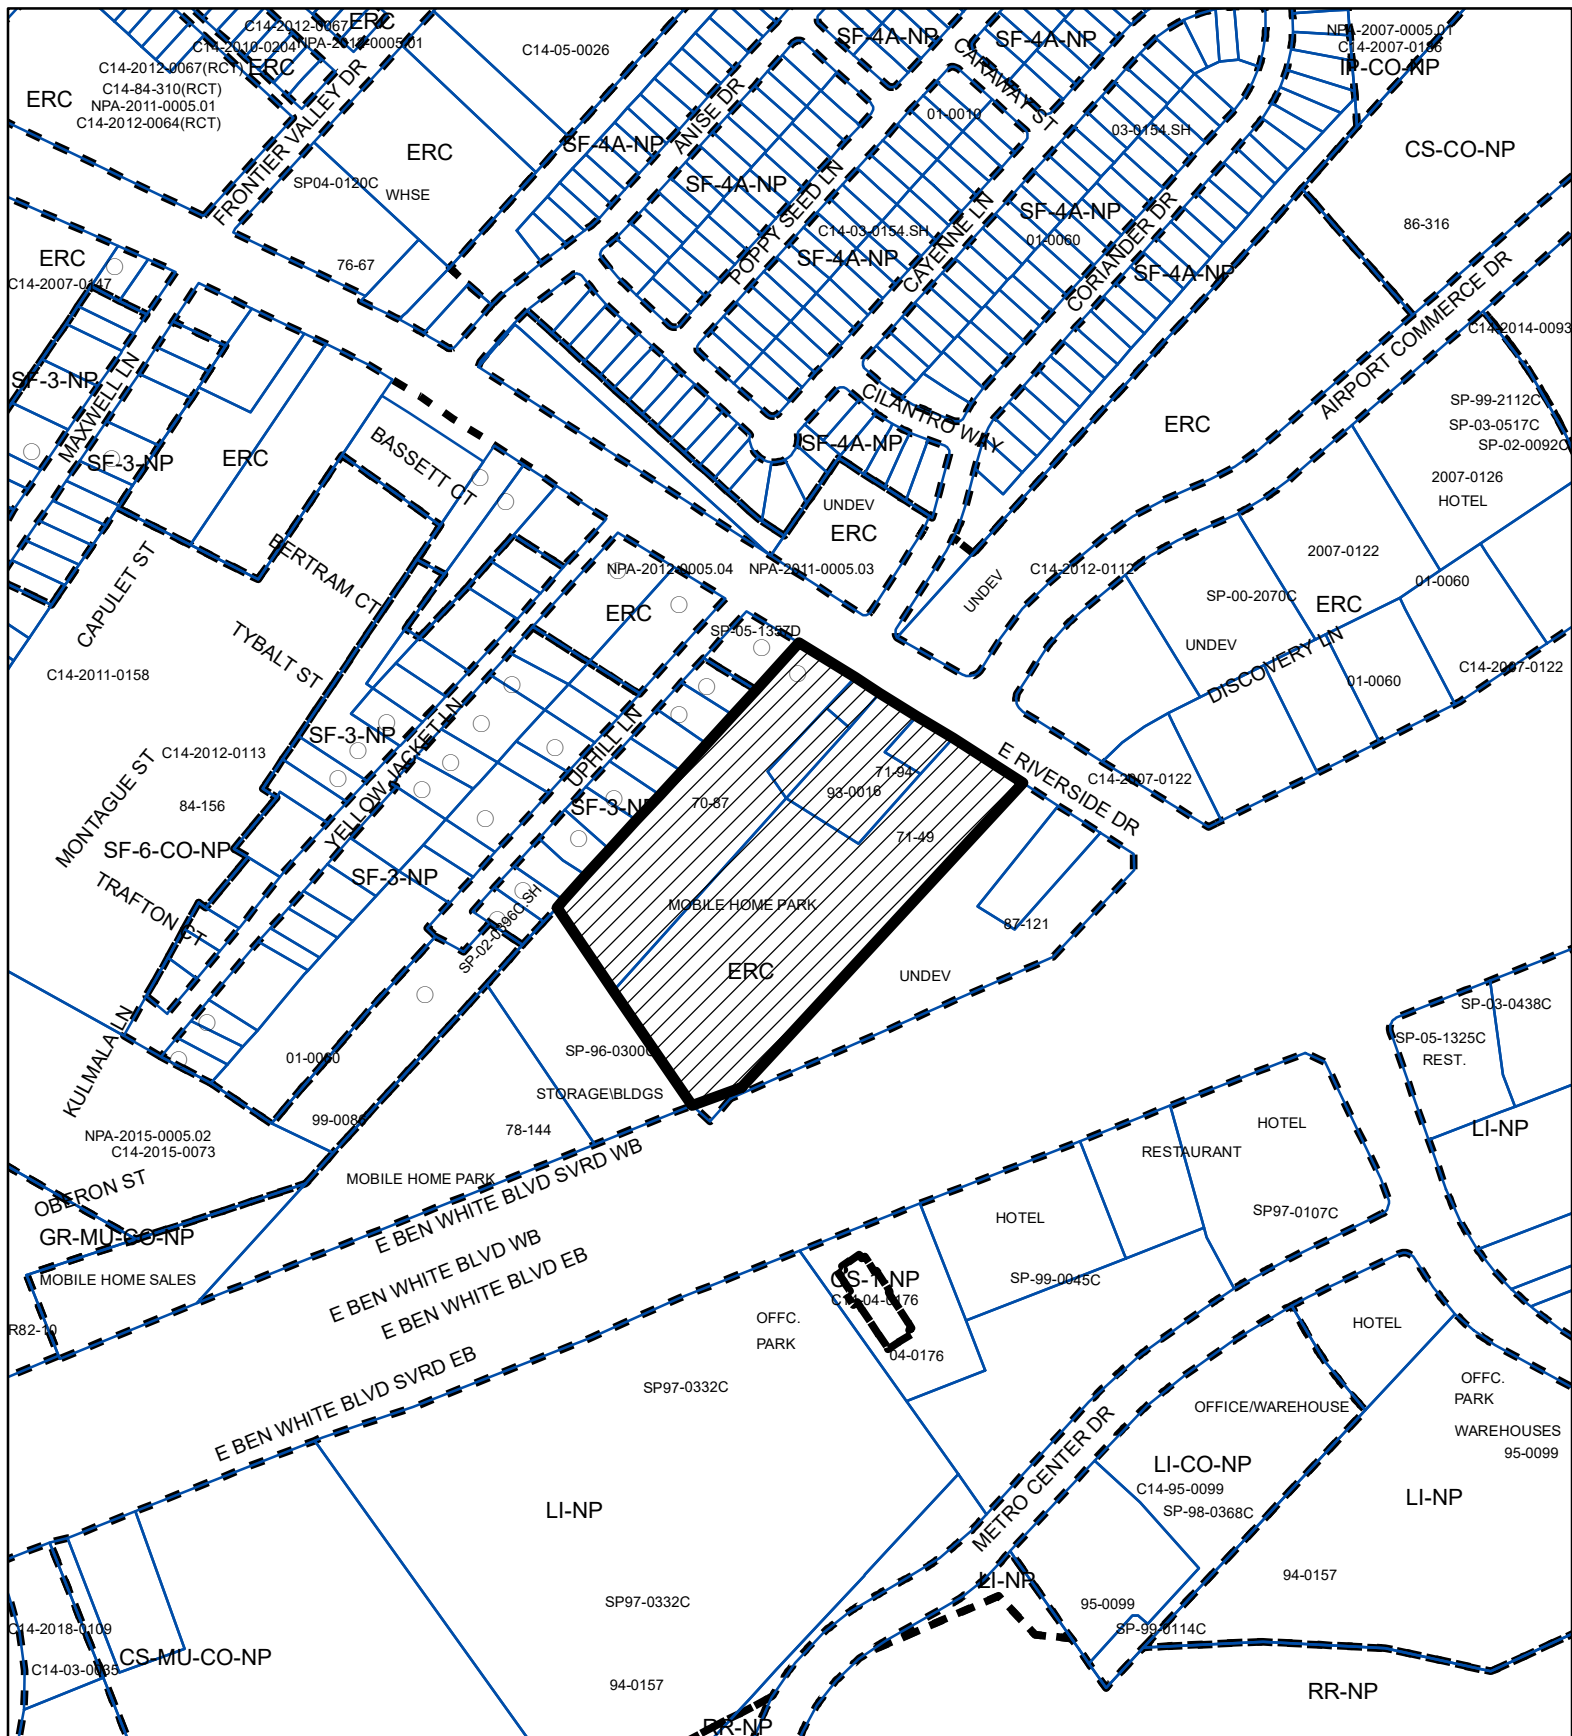 C14-2012-0067
ERC
C14-2010-0204
NPA-2012-0005.01
C14-2012-0067(RCT)
ERC
C14-84-310(RCT)
ERC
NPA-2011-0005.01
C14-2012-0064(RCT)
FRONTIER VALLEY DR
C14-05-0026
ERC
SP04-0120C
WHSE
76-67
SF-4A-NP
SF-4A-NP
NPA-2007-0005.01
C14-2007-0186
IP-CO-NP
CARAWAY ST
ANISE DR
01-0010
03-0154.SH
SF-4A-NP
CS-CO-NP
SF-4A-NP
POPPY SEED LN
SF-4A-NP
C14-03-0154.SH
01-0060
86-316
SF-4A-NP
CAYENNE LN
CORIANDER DR
SF-4A-NP
AIRPORT COMMERCE DR
C14-2014-0093
ERC
C14-2007-0147
SF-3-NP
MAXWELL LN
SF-3-NP
ERC
BASSETT CT
CILANTRO WAY
SF-4A-NP
ERC
SP-99-2112C
SP-03-0517C
SP-02-0092C
2007-0126
HOTEL
UNDEV
ERC
2007-0122
BERTRAM CT
CAPULET ST
TYBALT ST
NPA-2012-0005.04
NPA-2011-0005.03
C14-2012-0112
01-0060
UNDEV
SP-00-2070C
ERC
ERC
SP-05-1357D
UNDEV
DISCOVERY LN
C14-2007-0122
01-0060
C14-2011-0158
SF-3-NP
C14-2012-0113
YELLOW JACKET LN
UPHILL LN
MONTAGUE ST
84-156
SF-3-NP
70-87
71-94
93-0016
E RIVERSIDE DR
C14-2007-0122
71-49
SF-6-CO-NP
TRAFTON CT
SF-3-NP
SP-02-0396C.SH
MOBILE HOME PARK
87-121
ERC
UNDEV
SP-03-0438C
SP-05-1325C
REST.
KULMALA LN
01-0060
SP-96-0300C
STORAGE\BLDGS
99-0080
78-144
NPA-2015-0005.02
C14-2015-0073
HOTEL
LI-NP
RESTAURANT
MOBILE HOME PARK
OBERON ST
E BEN WHITE BLVD SVRD WB
GR-MU-CO-NP
HOTEL
SP97-0107C
E BEN WHITE BLVD WB
MOBILE HOME SALES
E BEN WHITE BLVD EB
CS-1-NP
C14-04-0176
SP-99-0045C
R82-10
OFFC.
PARK
HOTEL
04-0176
E BEN WHITE BLVD SVRD EB
SP97-0332C
OFFC.
PARK
OFFICE/WAREHOUSE
METRO CENTER DR
WAREHOUSES
95-0099
LI-CO-NP
C14-95-0099
LI-NP
SP-98-0368C
LI-NP
LI-NP
94-0157
SP97-0332C
95-0099
SP-99-0114C
C14-2018-0109
C14-03-0035
CS-MU-CO-NP
94-0157
RR-NP
RR-NP